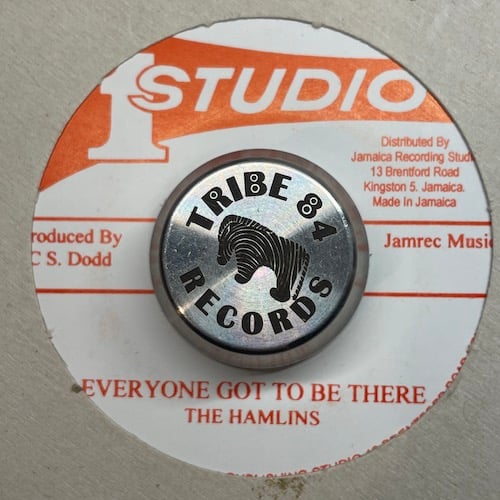 1 STUDIO
Distributed By
Jamaica Recording Stud
13 Brentford Road
Kingston 5. Jamaica.
Made In Jamaica
TRIBE 84
RECORDS
roduced By
C S. Dodd
Jamrec Music
EVERYONE GOT TO BE THERE
THE HAMLINS